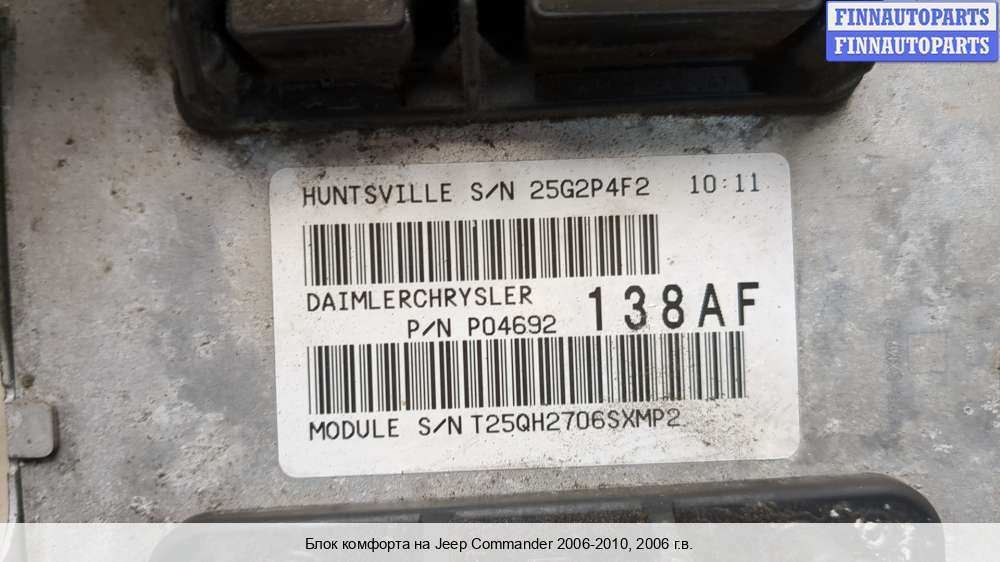 FINNAUTOPARTS
FINNAUTOPARTS
HUNTSVILLE S/N 25G2P4F2 10:11
DAIMLERCHRYSLER
P/N P04692 138AF
MODULE S/N T25QH2706SXMP2
Блок комфорта на Jeep Commander 2006-2010, 2006 г.в.